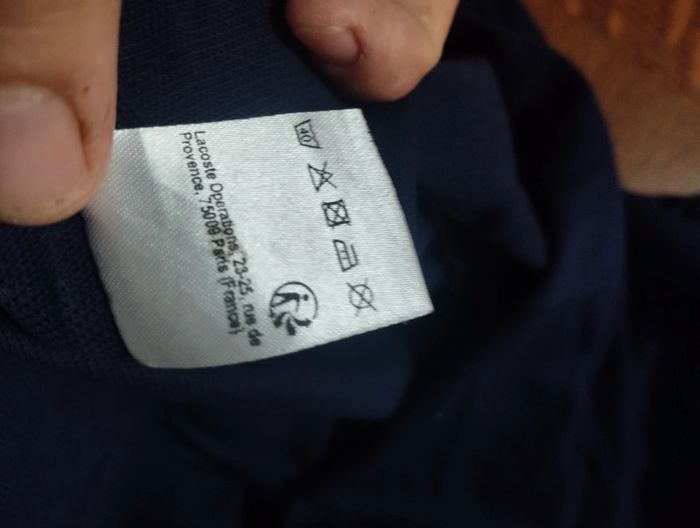 40
Lacoste Operations, 23-25, rue de
Provence, 75009 Paris (France)